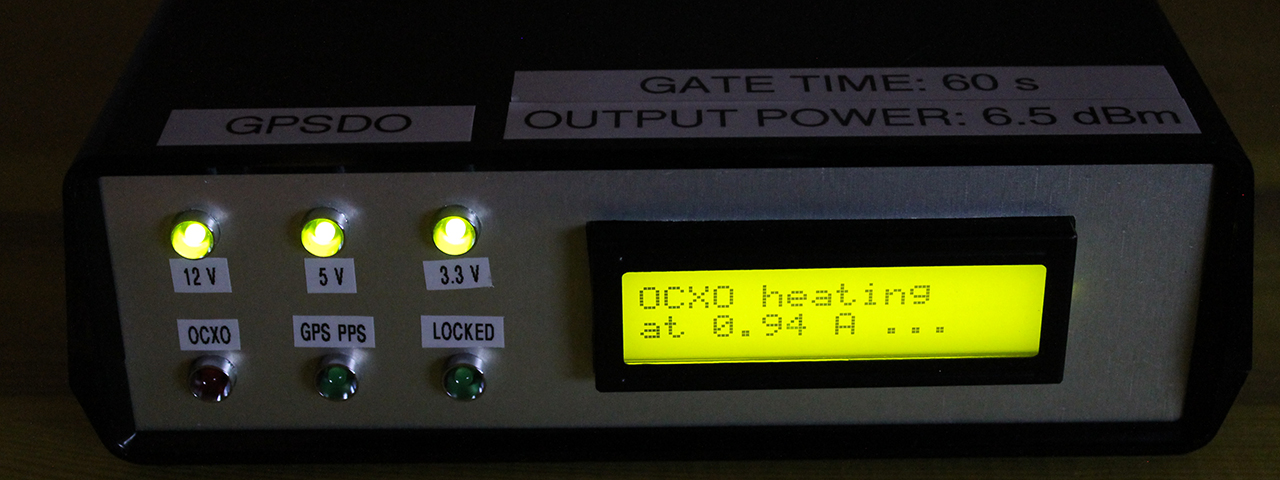 GPSDO
GATE TIME: 60 s
OUTPUT POWER: 6.5 dBm
12 V
5 V
3.3 V
OCXO
GPS PPS
LOCKED
OCXO heating
at 0.94 A ...